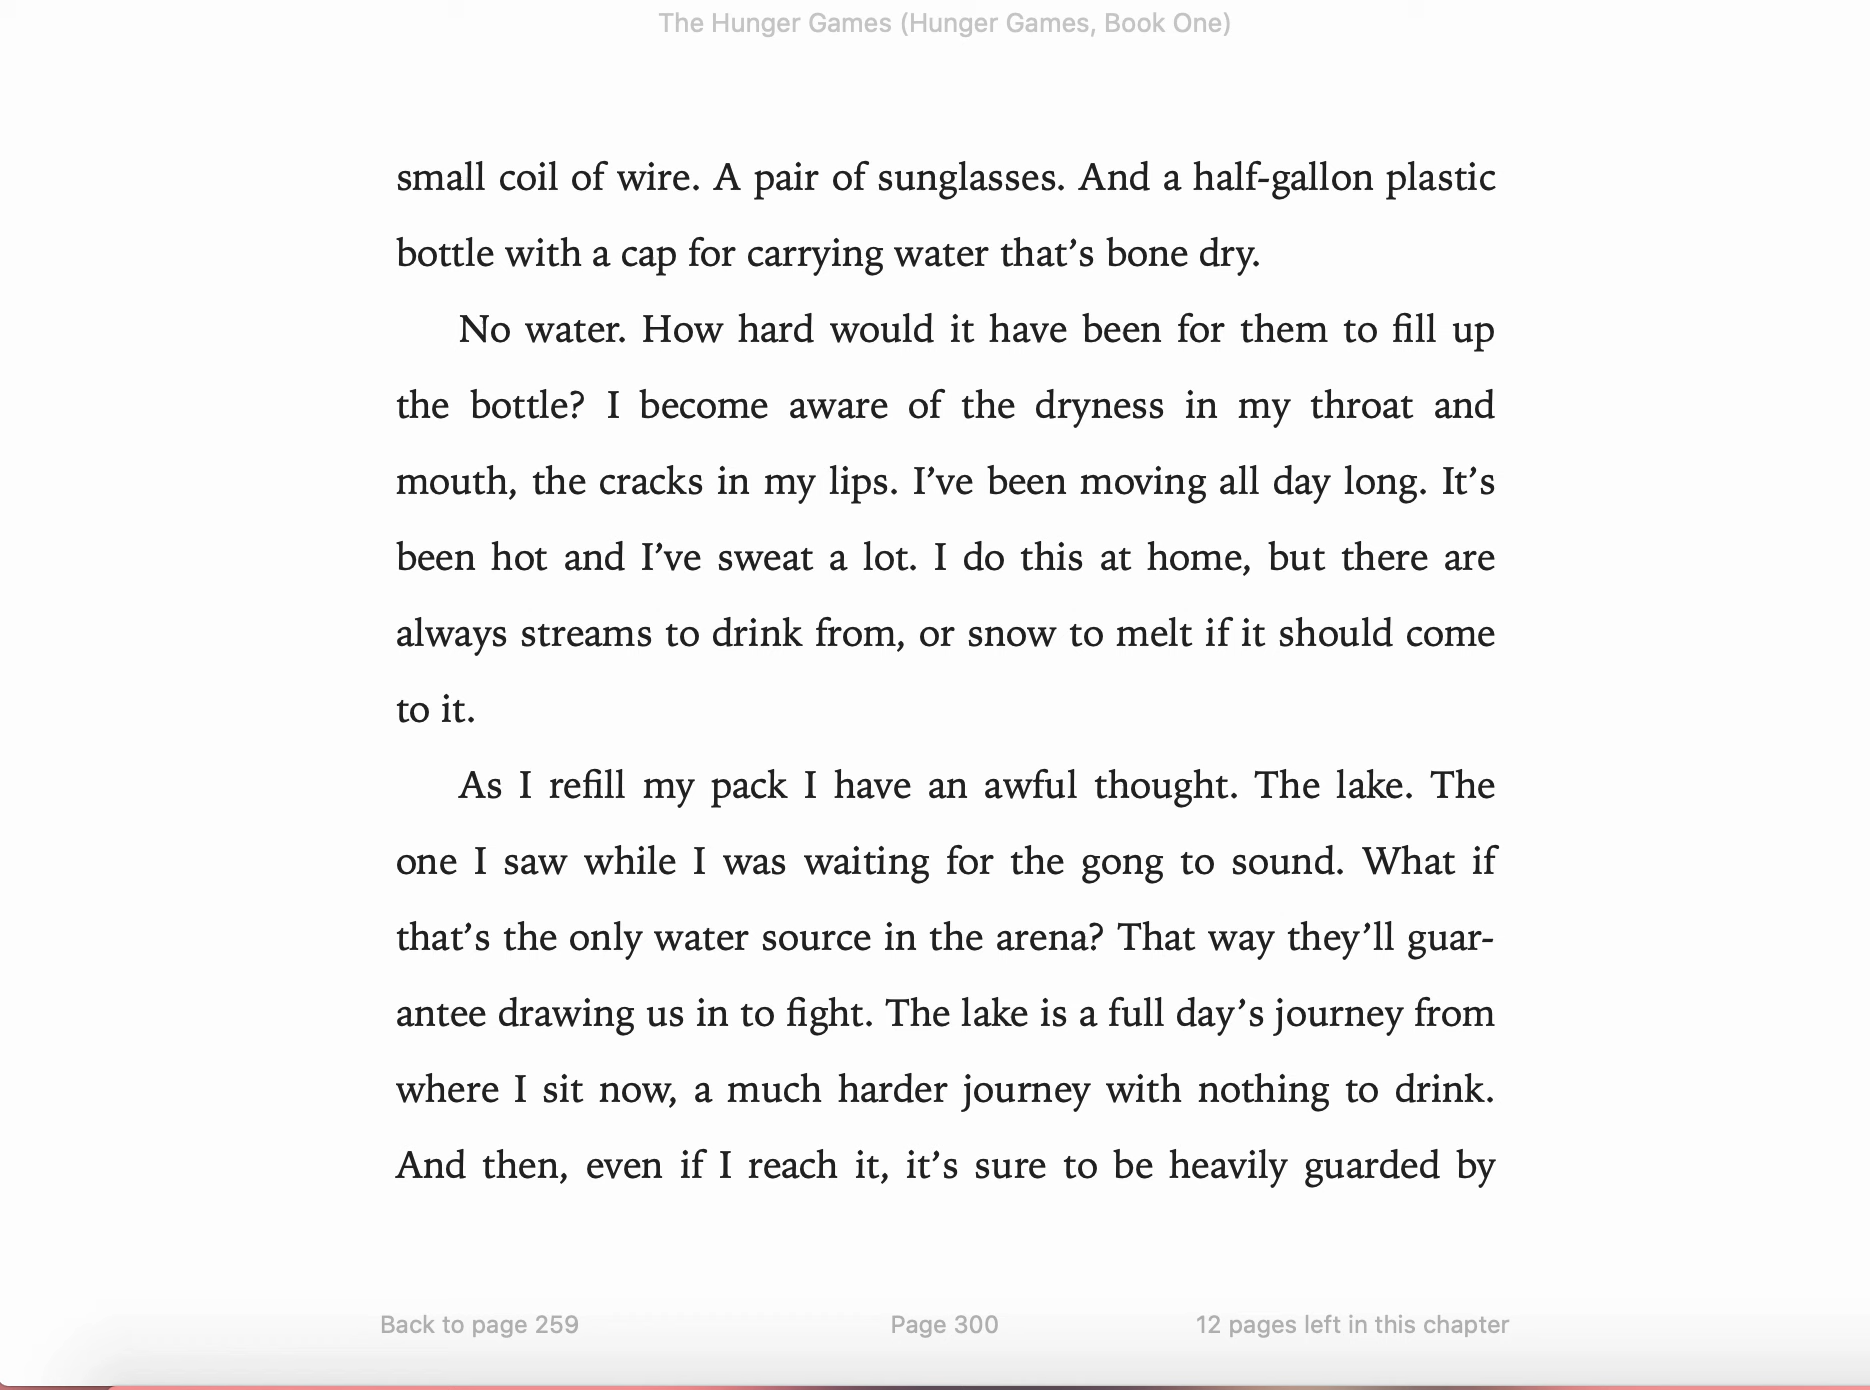 The Hunger Games (Hunger Games, Book One)
small coil of wire. A pair of sunglasses. And a half-gallon plastic
bottle with a cap for carrying water that’s bone dry.
No water. How hard would it have been for them to fill up
the bottle? I become aware of the dryness in my throat and
mouth, the cracks in my lips. I’ve been moving all day long. It’s
been hot and I’ve sweat a lot. I do this at home, but there are
always streams to drink from, or snow to melt if it should come
to it.
As I refill my pack I have an awful thought. The lake. The
one I saw while I was waiting for the gong to sound. What if
that’s the only water source in the arena? That way they’ll guar-
antee drawing us in to fight. The lake is a full day’s journey from
where I sit now, a much harder journey with nothing to drink.
And then, even if I reach it, it’s sure to be heavily guarded by
Back to page 259 Page 300 12 pages left in this chapter